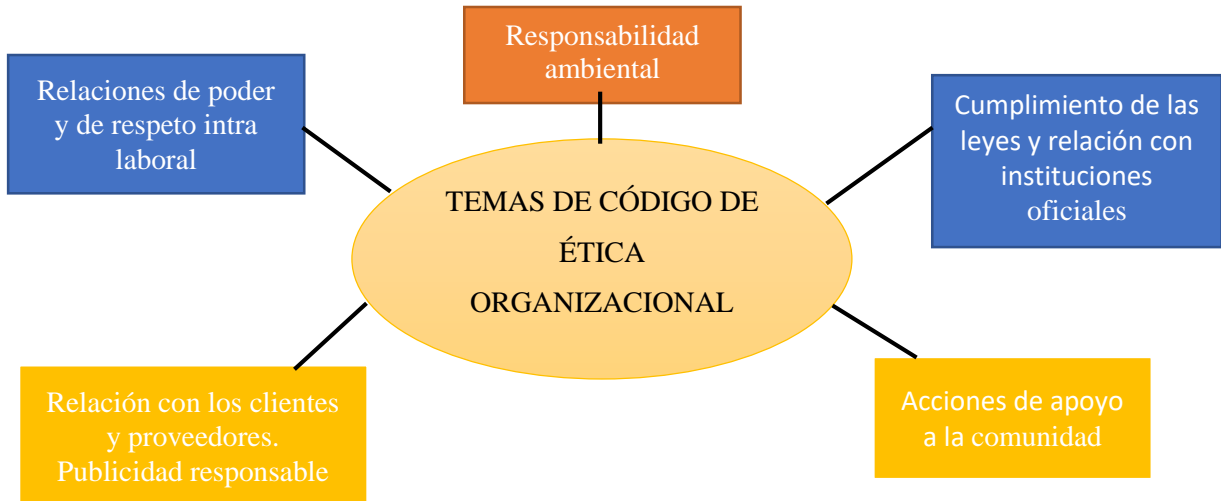 Responsabilidad
ambiental
Relaciones de poder
y de respeto intra
laboral
Cumplimiento de las
leyes y relación con
instituciones
oficiales
TEMAS DE CÓDIGO DE
ÉTICA
ORGANIZACIONAL
Relación con los clientes
y proveedores.
Publicidad responsable
Acciones de apoyo
a la comunidad